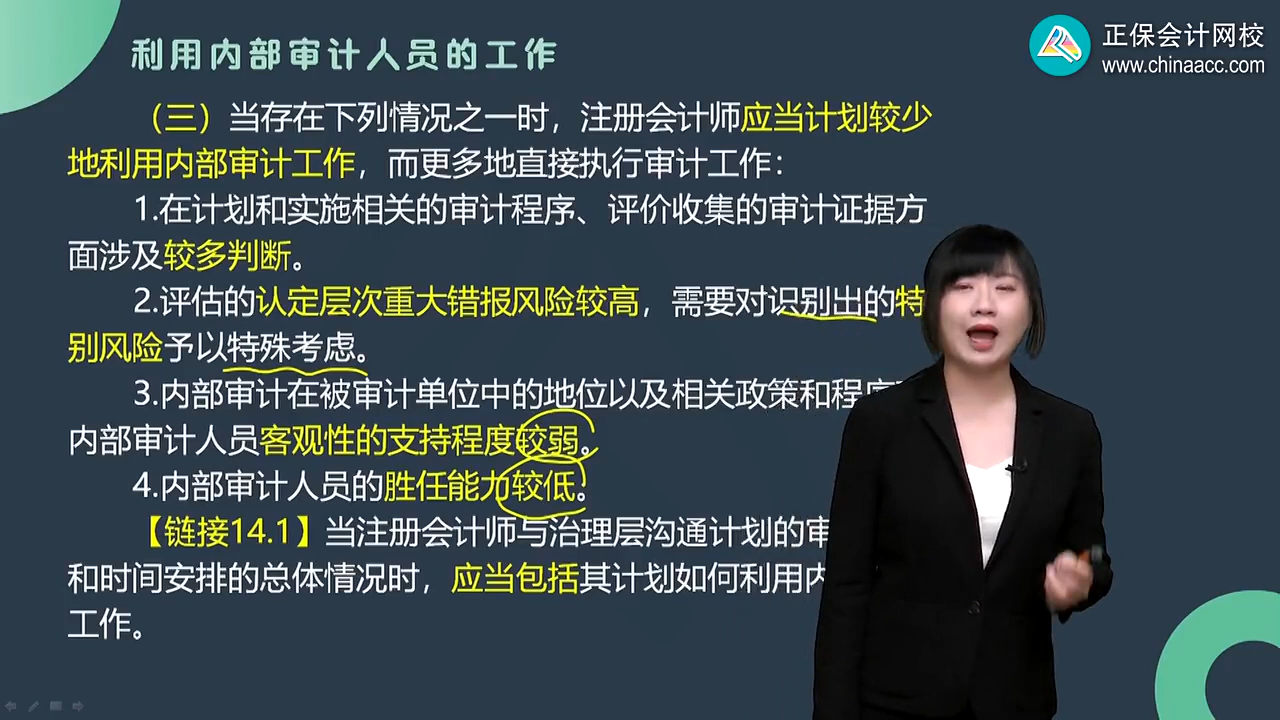 利用内部审计人员的工作
正保会计网校
www.chinaacc.com
(三)当存在下列情况之一时，注册会计师应当计划较少
地利用内部审计工作，而更多地直接执行审计工作：
1.在计划和实施相关的审计程序、评价收集的审计证据方
面涉及较多判断。
2.评估的认定层次重大错报风险较高，需要对识别出的特
别风险予以特殊考虑。
3.内部审计在被审计单位中的地位以及相关政策和程序
内部审计人员客观性的支持程度较弱。
4.内部审计人员的胜任能力较低。
【链接14.1】当注册会计师与治理层沟通计划的审
和时间安排的总体情况时，应当包括其计划如何利用内
工作。